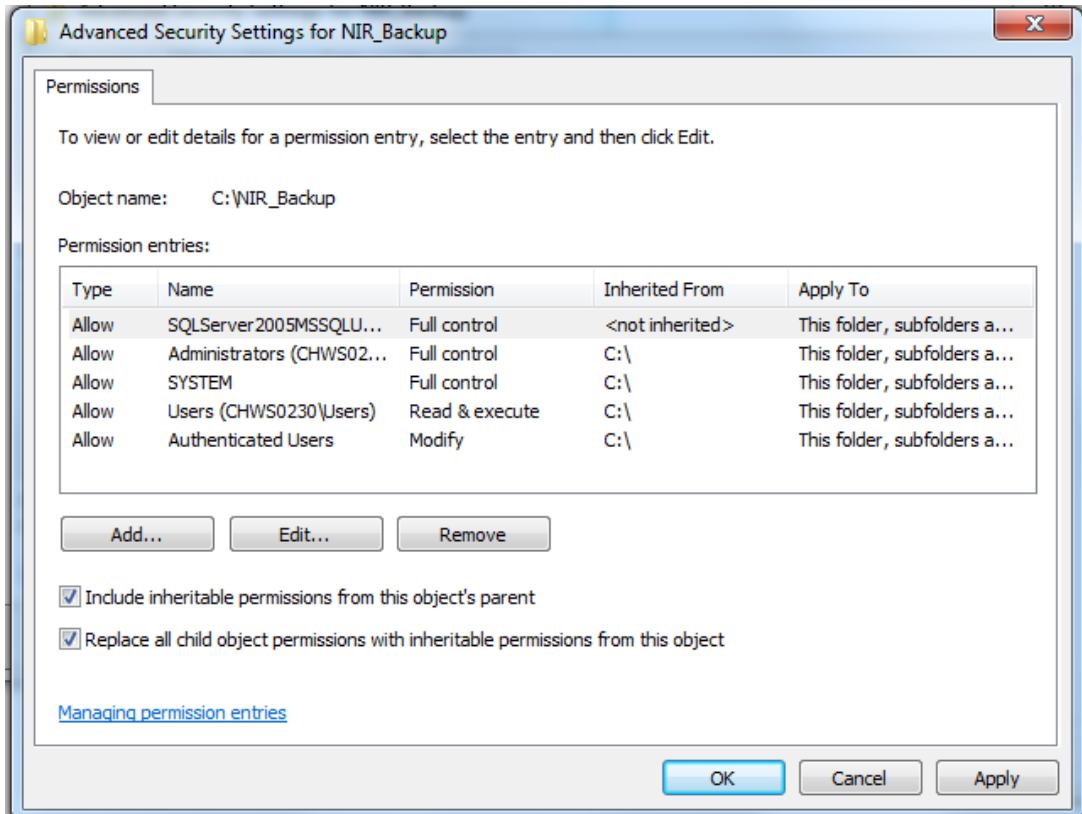 Advanced Security Settings for NIR_Backup
Permissions
To view or edit details for a permission entry, select the entry and then click Edit.
Object name: C:\NIR_Backup
Permission entries:
Type Name Permission Inherited From Apply To
Allow SQLServer2005MSSQLU... Full control <not inherited> This folder, subfolders a...
Allow Administrators (CHWS02... Full control C:\ This folder, subfolders a...
Allow SYSTEM Full control C:\ This folder, subfolders a...
Allow Users (CHWS0230\Users) Read & execute C:\ This folder, subfolders a...
Allow Authenticated Users Modify C:\ This folder, subfolders a...
Add... Edit... Remove
Include inheritable permissions from this object's parent
Replace all child object permissions with inheritable permissions from this object
Managing permission entries
OK Cancel Apply